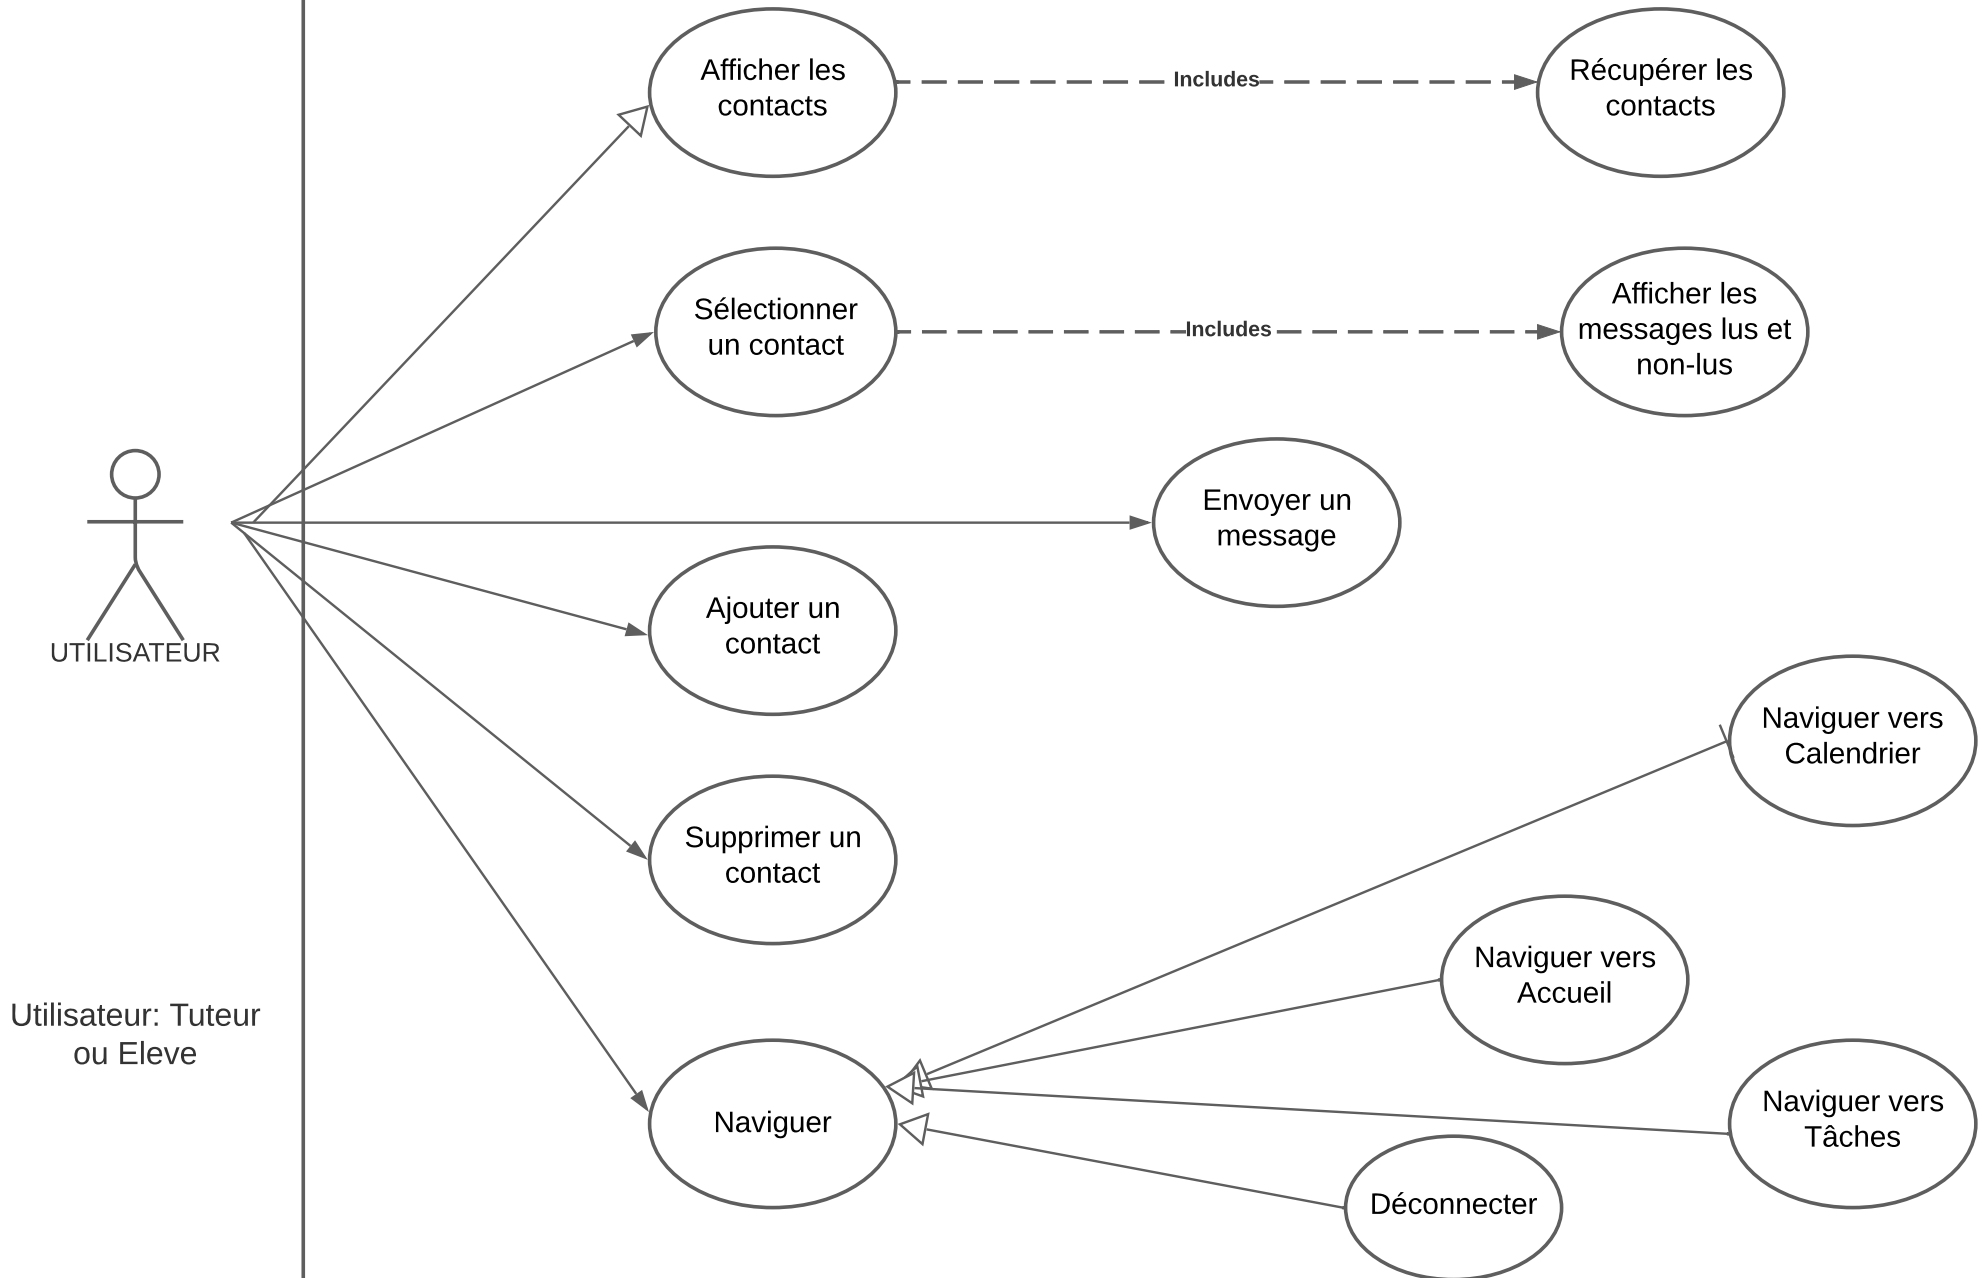 Afficher les
contacts
Includes
Récupérer les
contacts
Sélectionner
un contact
Includes
Afficher les
messages lus et
non-lus
Envoyer un
message
UTILISATEUR
Ajouter un
contact
Naviguer vers
Calendrier
Supprimer un
contact
Naviguer vers
Accueil
Utilisateur: Tuteur
ou Eleve
Naviguer
Naviguer vers
Tâches
Déconnecter